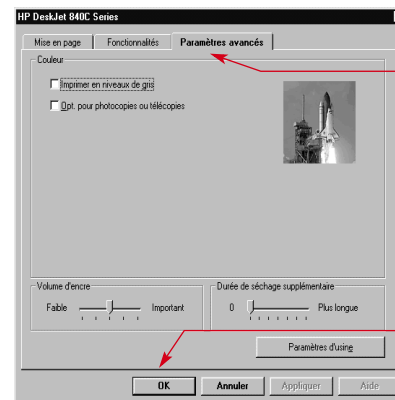 HP DeskJet 840C Series
Mise en page Fonctionnalités Paramètres avancés
Couleur
Imprimer en niveaux de gris
Opt. pour photocopies ou télécopies
Volume d'encre Durée de séchage supplémentaire
Faible Important 0 Plus longue
Paramètres d'usine
OK Annuler Appliquer Aide